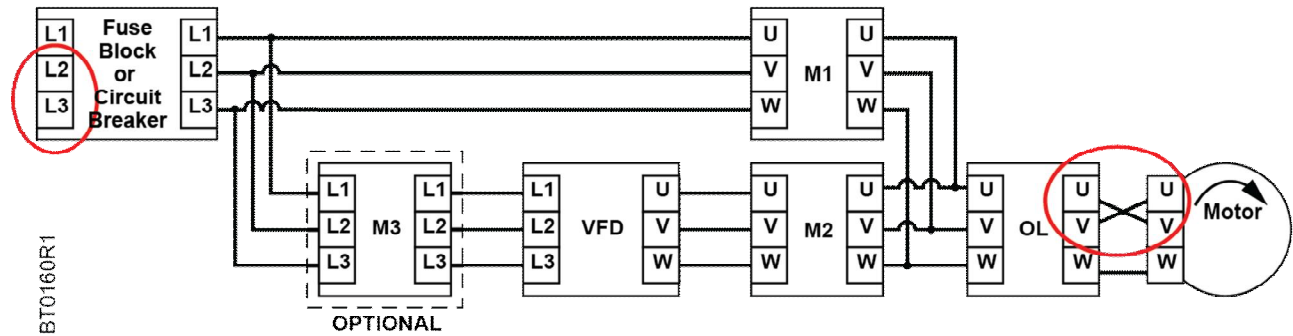 L1
L2
L3
Fuse
Block
or
Circuit
Breaker
L1
L2
L3
U
V
W
M1
U
V
W
L1
L2
L3
M3
L1
L2
L3
OPTIONAL
L1
L2
L3
VFD
U
V
W
U
V
W
M2
U
V
W
U
V
W
OL
U
V
W
U
V
W
Motor
BT0160R1